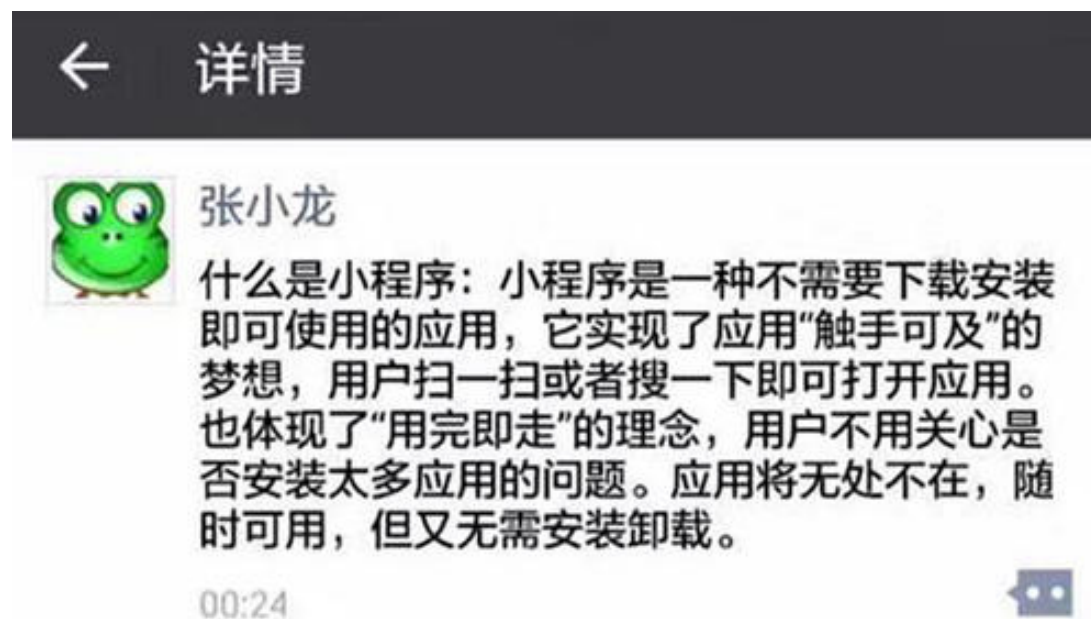 详情
张小龙
什么是小程序：小程序是一种不需要下载安装
即可使用的应用，它实现了应用“触手可及”的
梦想，用户扫一扫或者搜一下即可打开应用。
也体现了“用完即走”的理念，用户不用关心是
否安装太多应用的问题。应用将无处不在，随
时可用，但又无需安装卸载。
00:24